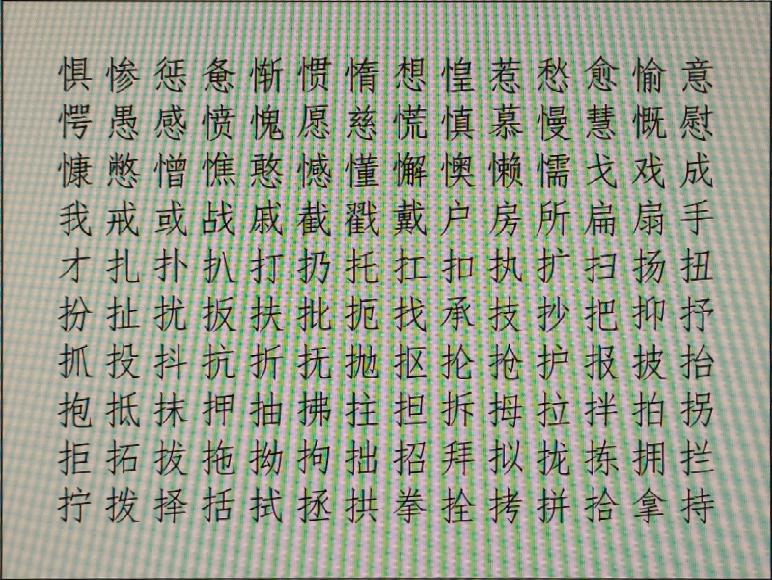 惧惨惩惫惭惯惰想惶惹愁愈愉意
愕愚感愤愧愿慈慌慎慕慢慧慨慰
慷憋憎憔憨憾懂懈懊懒懦戈戏成
我戒或战戚截戳戴户房所扁扇手
才扎扑扒打扔托扛扣执扩扫扬扭
扮扯扰扳扶批扼找承技抄把抑抒
抓投抖抗折抚抛抠抡抢护报披抬
抱抵抹押抽拂拄担拆拇拉拌拍拐
拒拓拔拖拗拘拙招拜拟拢拣拥拦
拧拨择括拭拯拱拳拴拷拼拾拿持